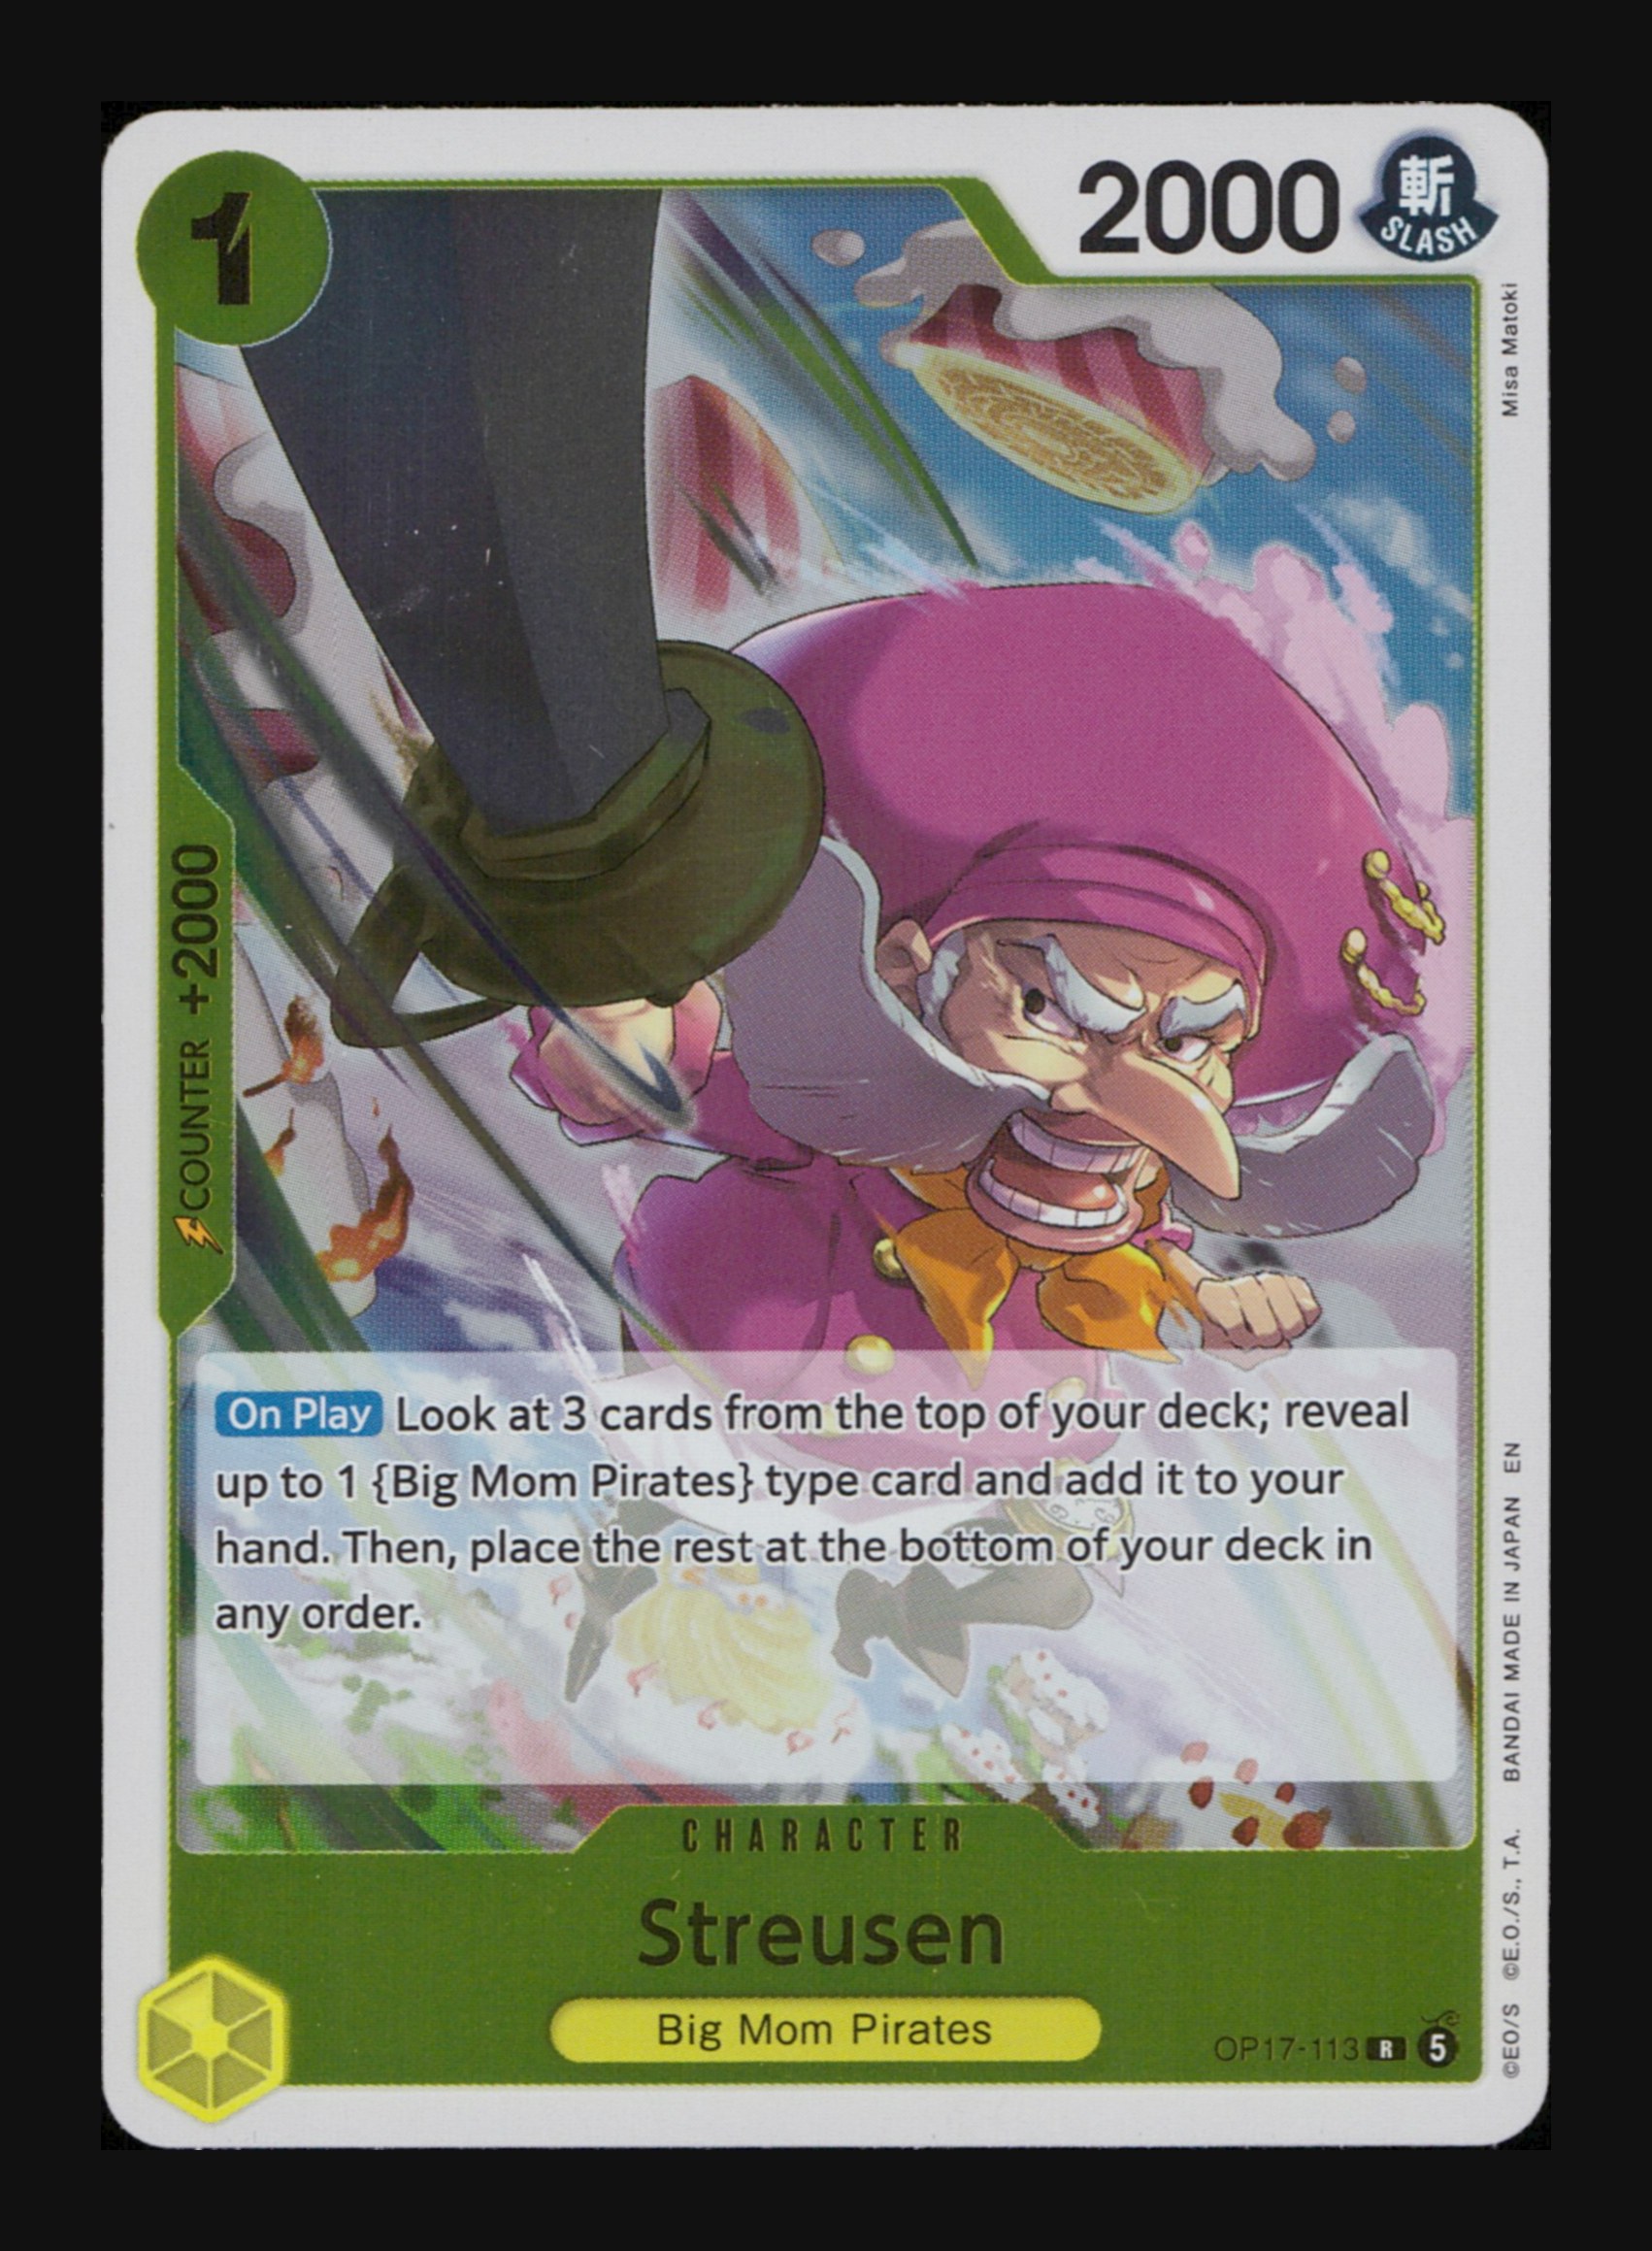 1
2000
斬
SLASH
Misa Matoki
COUNTER +2000
On Play Look at 3 cards from the top of your deck; reveal
up to 1 {Big Mom Pirates} type card and add it to your
hand. Then, place the rest at the bottom of your deck in
any order.
CHARACTER
Streusen
Big Mom Pirates
OP17-113 R 5
©EO/S ©E.O./S., T.A. BANDAI MADE IN JAPAN EN